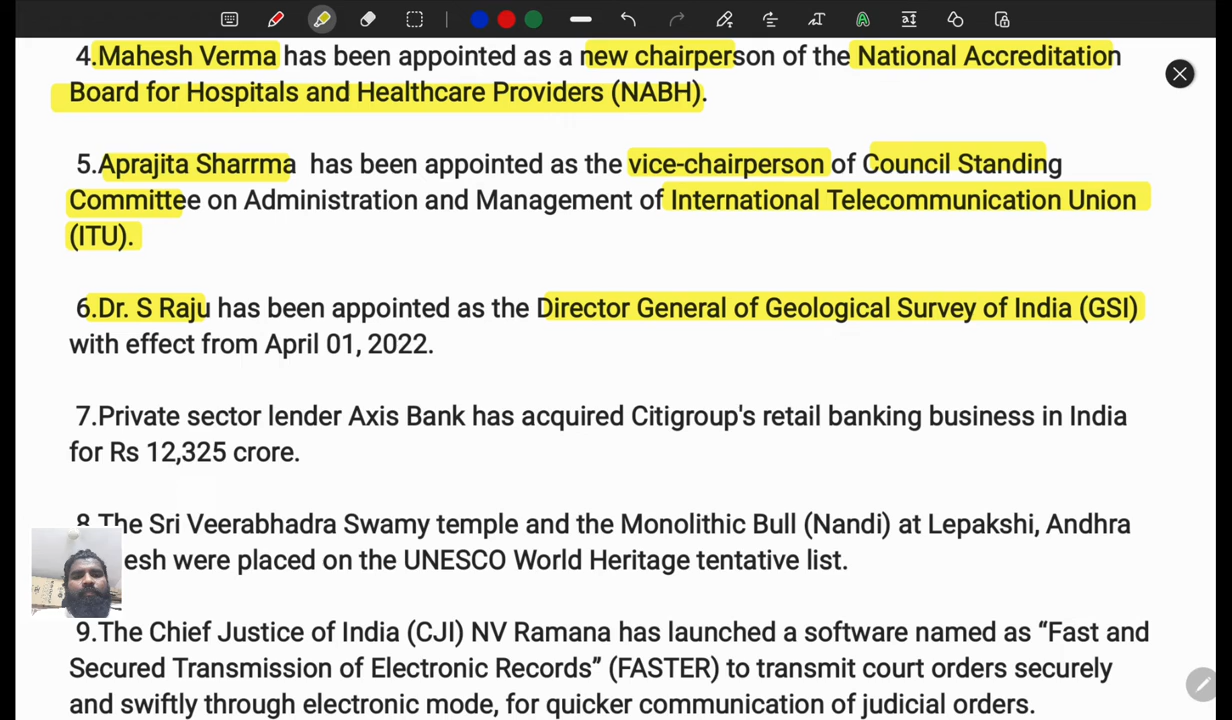 4.Mahesh Verma has been appointed as a new chairperson of the National Accreditation
Board for Hospitals and Healthcare Providers (NABH).
5.Aprajita Sharrma has been appointed as the vice-chairperson of Council Standing
Committee on Administration and Management of International Telecommunication Union
(ITU).
6.Dr. S Raju has been appointed as the Director General of Geological Survey of India (GSI)
with effect from April 01, 2022.
7.Private sector lender Axis Bank has acquired Citigroup's retail banking business in India
for Rs 12,325 crore.
8.The Sri Veerabhadra Swamy temple and the Monolithic Bull (Nandi) at Lepakshi, Andhra
esh were placed on the UNESCO World Heritage tentative list.
9.The Chief Justice of India (CJI) NV Ramana has launched a software named as “Fast and
Secured Transmission of Electronic Records” (FASTER) to transmit court orders securely
and swiftly through electronic mode, for quicker communication of judicial orders.